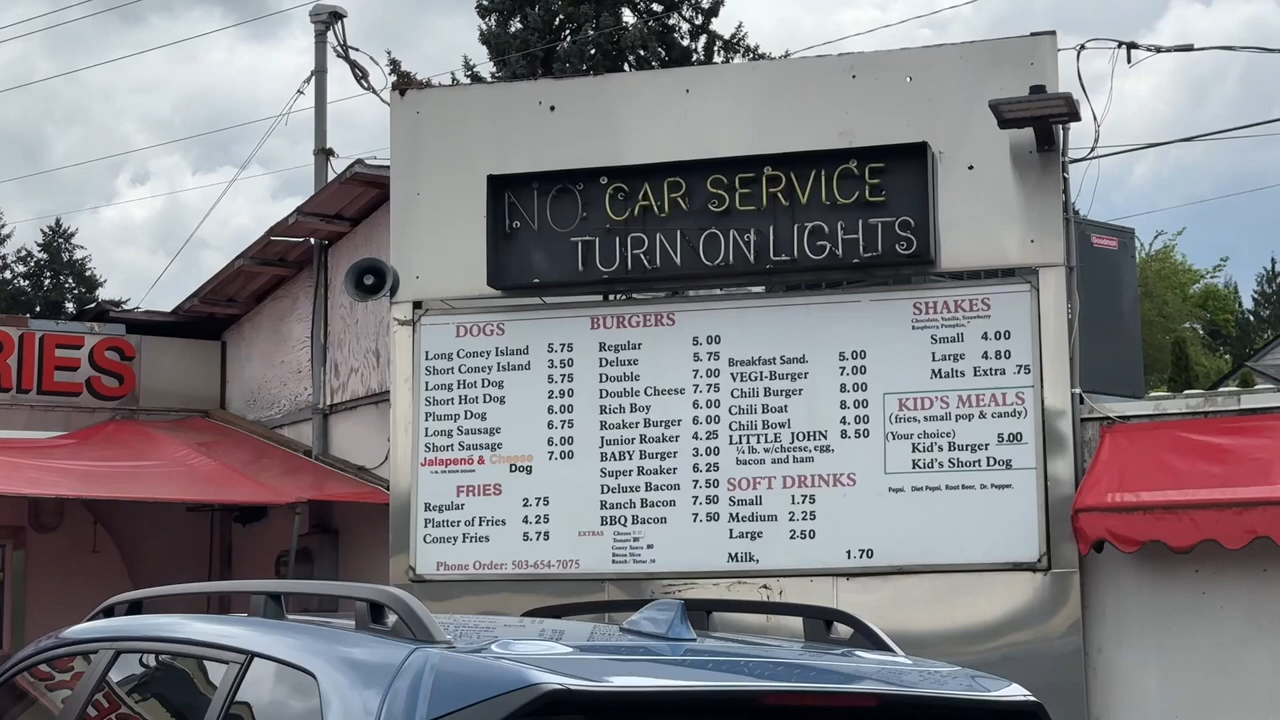 NO CAR SERVICE
TURN ON LIGHTS
Goodman
RIES
DOGS
Long Coney Island 5.75
Short Coney Island 3.50
Long Hot Dog 5.75
Short Hot Dog 2.90
Plump Dog 6.00
Long Sausage 6.75
Short Sausage 6.00
Jalapeño & Cheese 7.00
Dog
FRIES
Regular 2.75
Platter of Fries 4.25
Coney Fries 5.75
Phone Order: 503-654-7075
BURGERS
Regular 5.00
Deluxe 5.75
Double 7.00
Double Cheese 7.75
Rich Boy 6.00
Roaker Burger 6.00
Junior Roaker 4.25
BABY Burger 3.00
Super Roaker 6.25
Deluxe Bacon 7.50
Ranch Bacon 7.50
BBQ Bacon 7.50
EXTRAS
Cheese
Tomato
Coney Sauce .80
Bacon Slice
Ranch / Tartar
Breakfast Sand. 5.00
VEGI-Burger 7.00
Chili Burger 8.00
Chili Boat 8.00
Chili Bowl 4.00
LITTLE JOHN 8.50
¼ lb. w/cheese, egg,
bacon and ham
SOFT DRINKS
Small 1.75
Medium 2.25
Large 2.50
Milk, 1.70
SHAKES
Chocolate, Vanilla, Strawberry
Raspberry, Pumpkin,
Small 4.00
Large 4.80
Malts Extra .75
KID'S MEALS
(fries, small pop & candy)
(Your choice) 5.00
Kid's Burger
Kid's Short Dog
Pepsi, Diet Pepsi, Root Beer, Dr. Pepper,